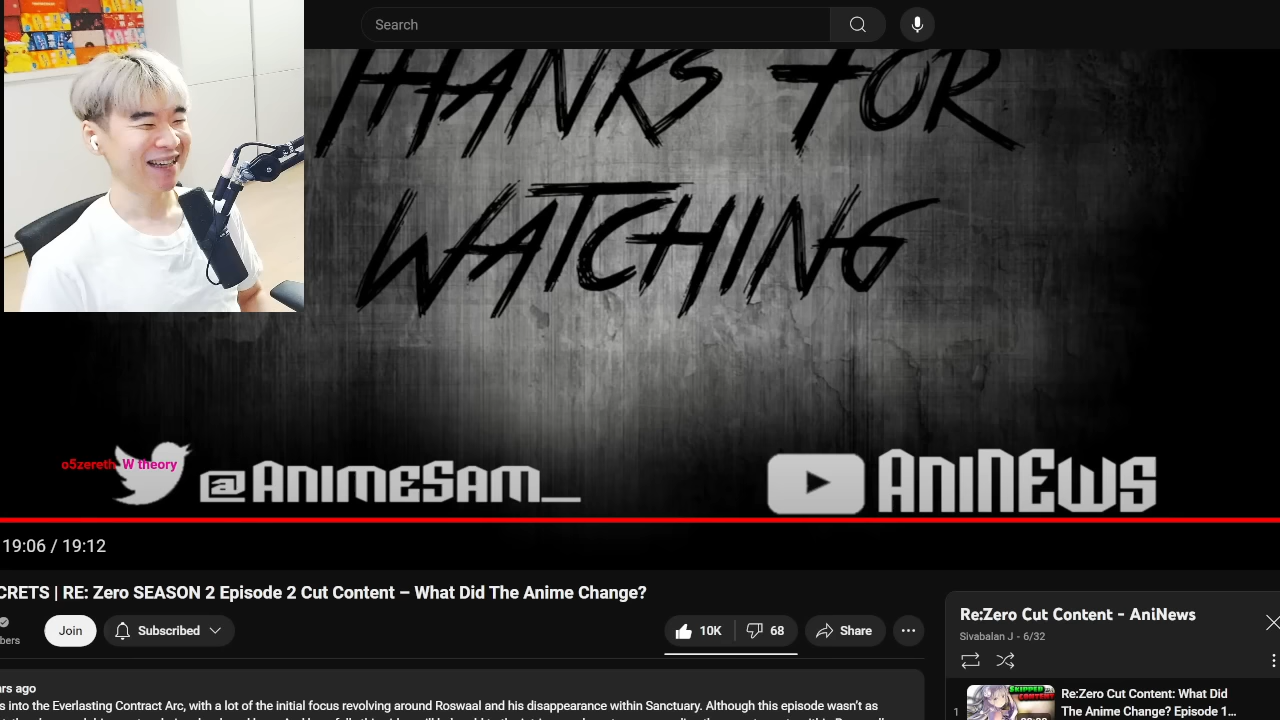 Search
THANKS FOR
WATCHING
o5zereth W theory
@AnimeSam_
AniNews
19:06 / 19:12
CRETS | RE: Zero SEASON 2 Episode 2 Cut Content – What Did The Anime Change?
bers
Join
Subscribed
10K
68
Share
Re:Zero Cut Content - AniNews
Sivabalan J - 6/32
rs ago
s into the Everlasting Contract Arc, with a lot of the initial focus revolving around Roswaal and his disappearance within Sanctuary. Although this episode wasn't as
1
SKIPPED
CONTENT
Re:Zero Cut Content: What Did
The Anime Change? Episode 1...